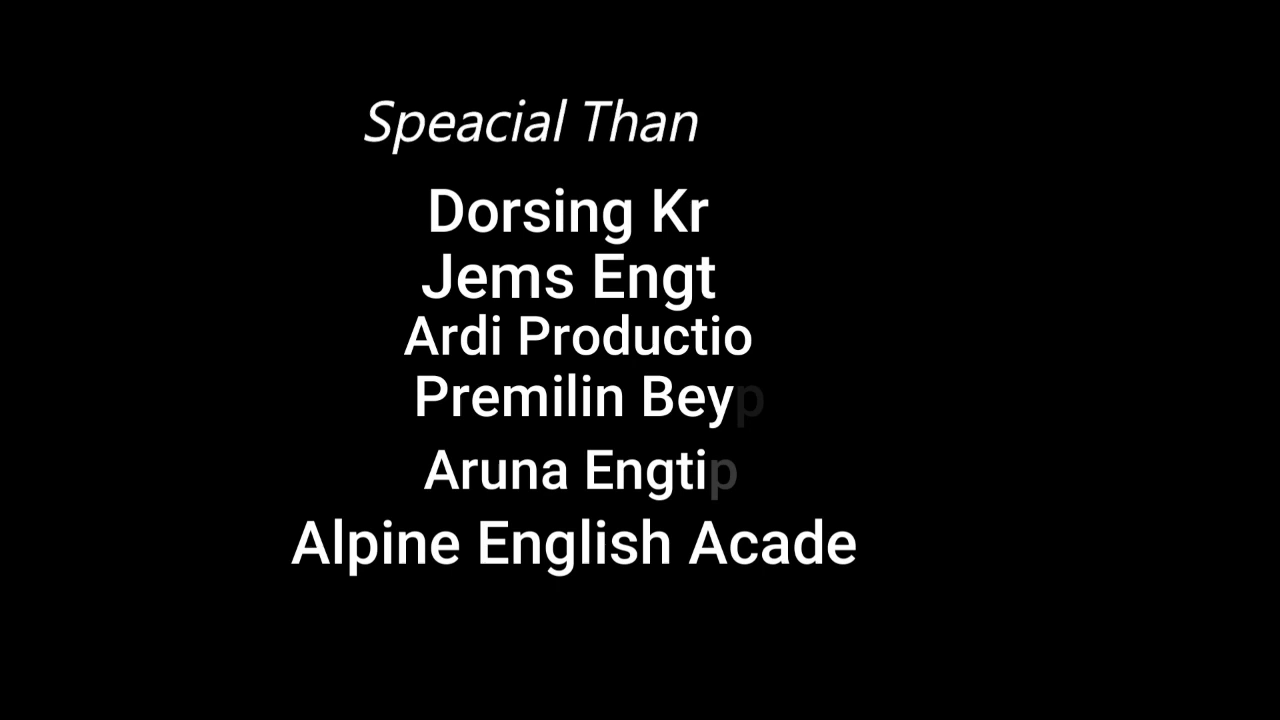 Speacial Than
Dorsing Kr
Jems Engt
Ardi Productio
Premilin Beyp
Aruna Engtip
Alpine English Acade